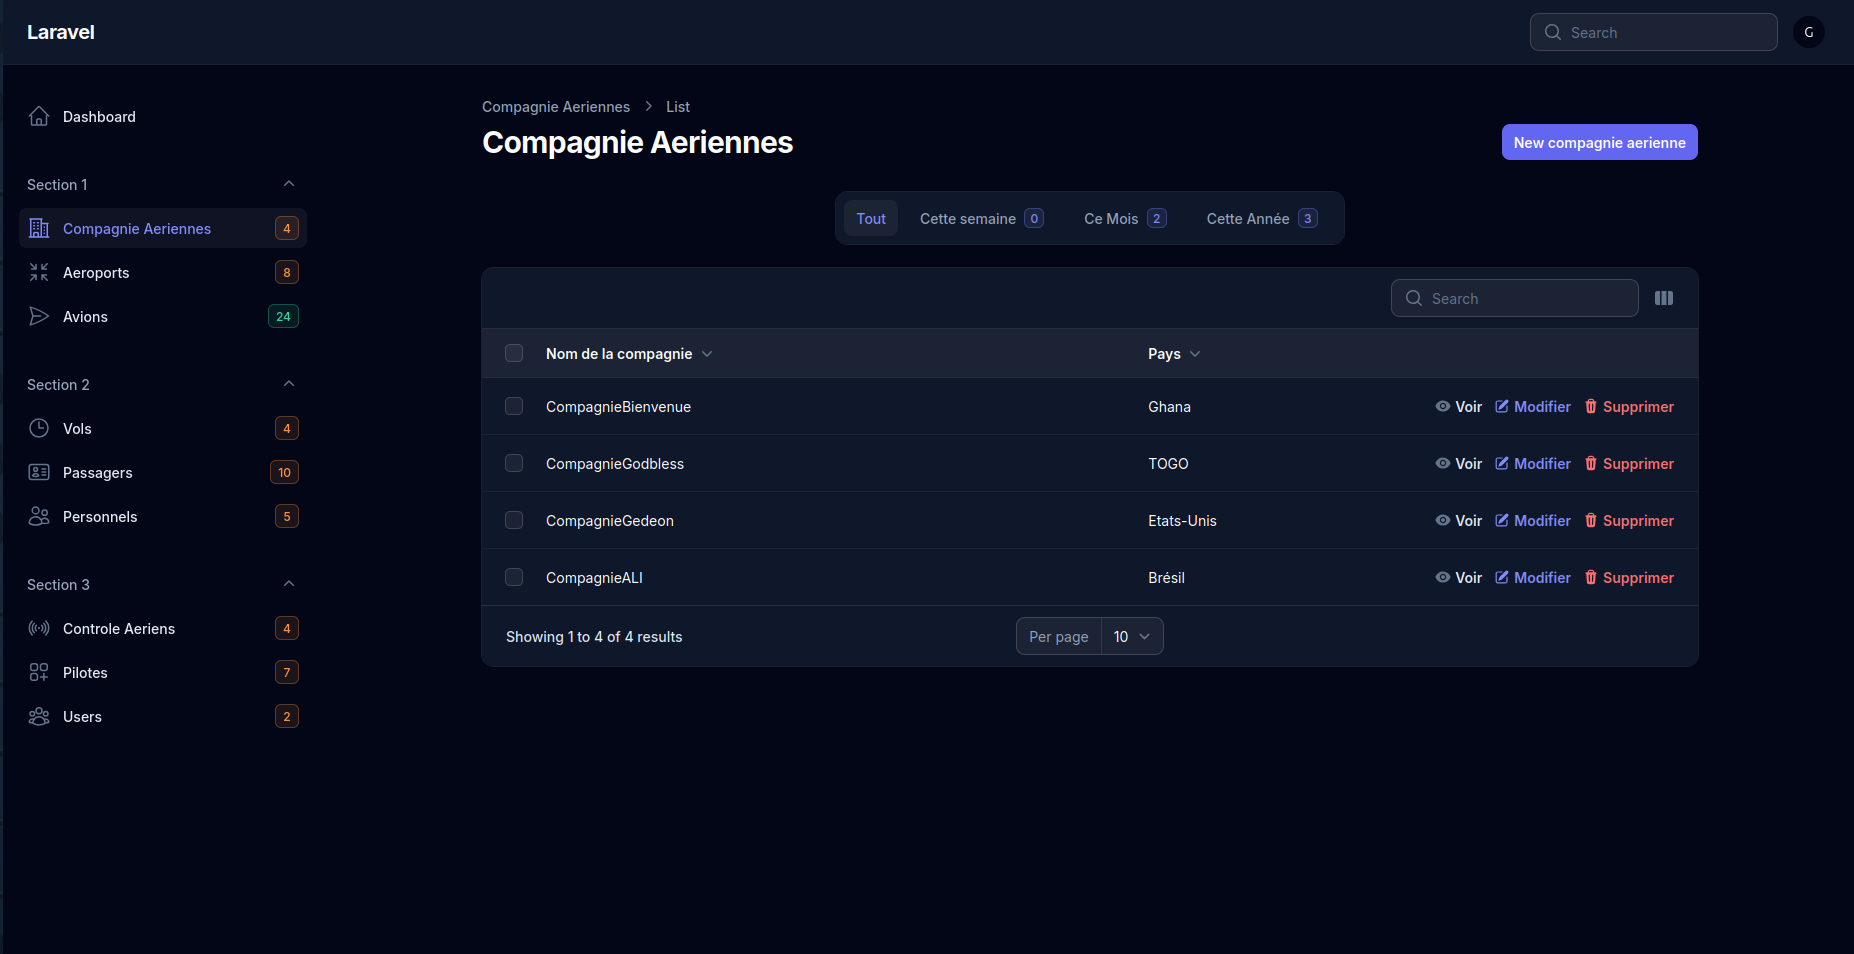 Laravel
Search
G
Dashboard
Section 1
Compagnie Aeriennes 4
Aeroports 8
Avions 24
Section 2
Vols 4
Passagers 10
Personnels 5
Section 3
Controle Aeriens 4
Pilotes 7
Users 2
Compagnie Aeriennes > List
Compagnie Aeriennes
New compagnie aerienne
Tout Cette semaine 0 Ce Mois 2 Cette Année 3
Search
Nom de la compagnie Pays
CompagnieBienvenue Ghana Voir Modifier Supprimer
CompagnieGodbless TOGO Voir Modifier Supprimer
CompagnieGedeon Etats-Unis Voir Modifier Supprimer
CompagnieALI Brésil Voir Modifier Supprimer
Showing 1 to 4 of 4 results Per page 10